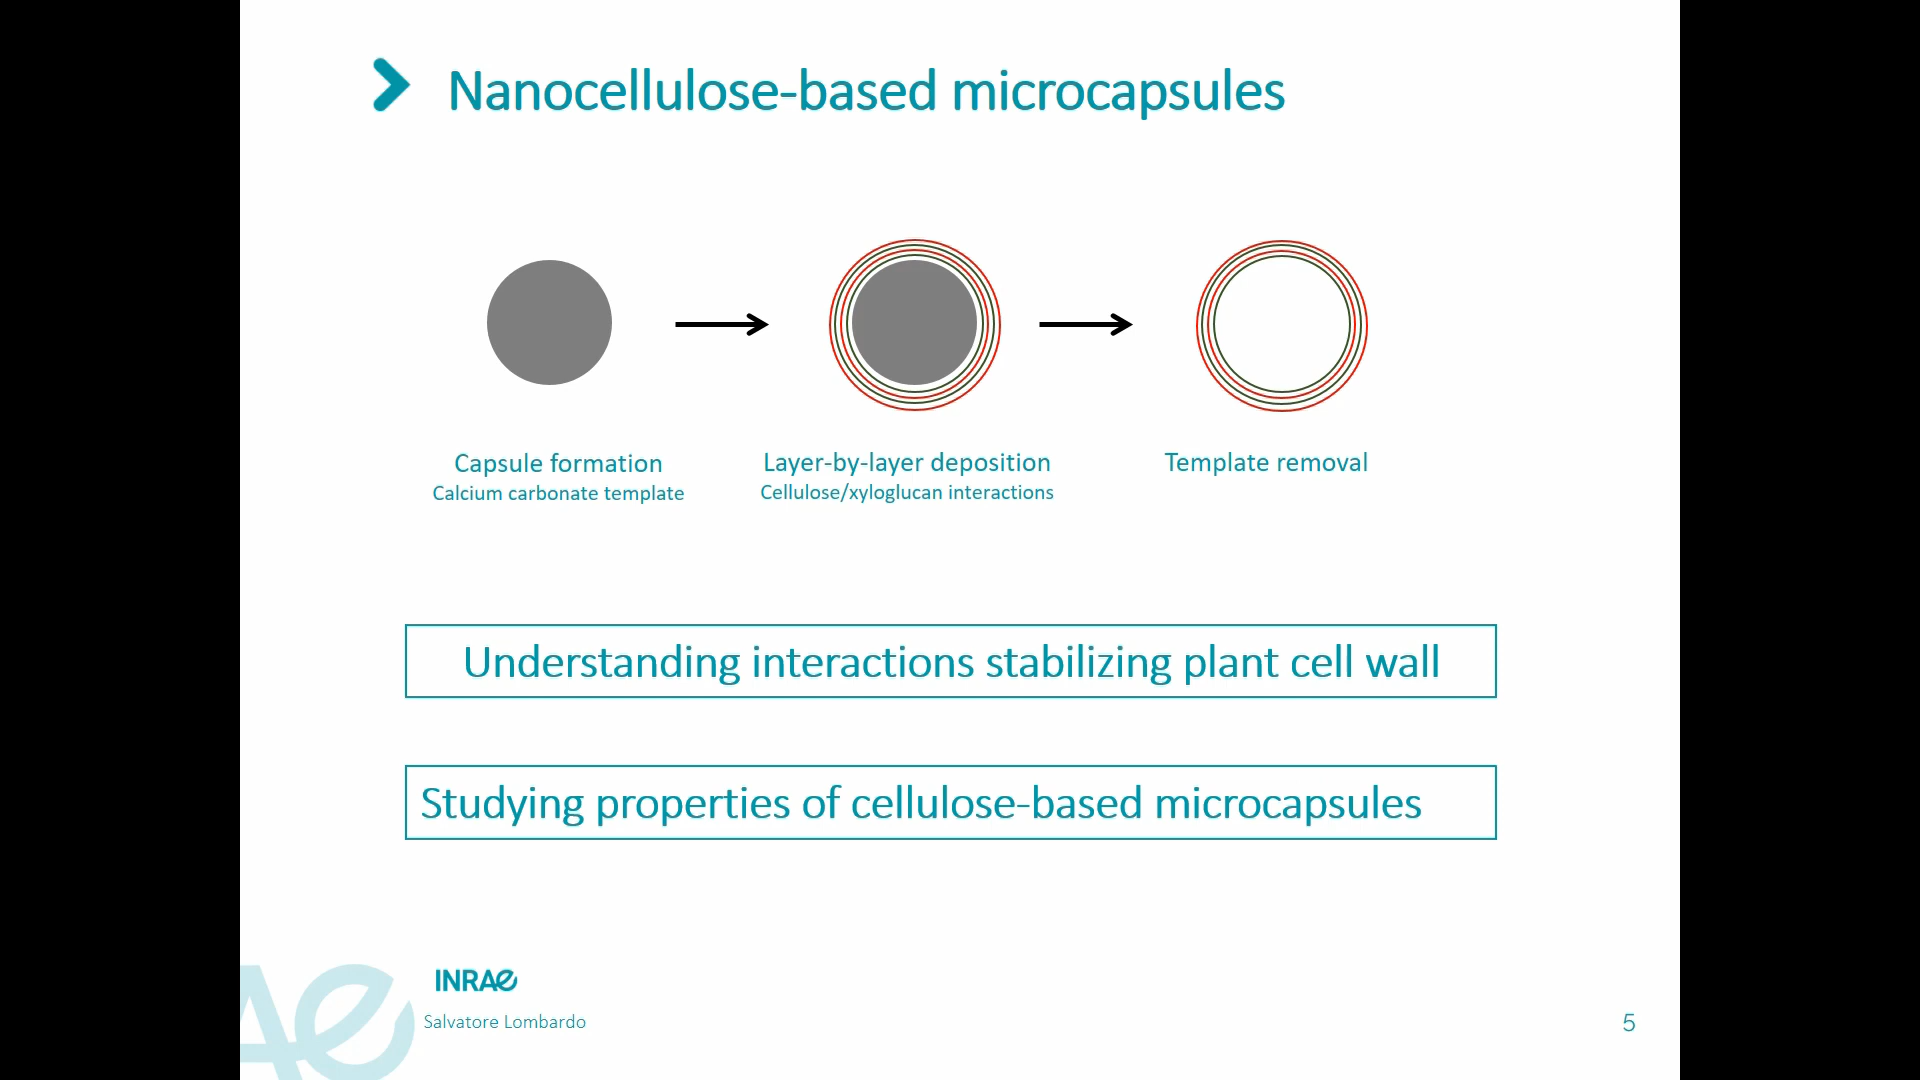 Nanocellulose-based microcapsules
Capsule formation
Calcium carbonate template
Layer-by-layer deposition
Cellulose/xyloglucan interactions
Template removal
Understanding interactions stabilizing plant cell wall
Studying properties of cellulose-based microcapsules
INRAe
Salvatore Lombardo
5